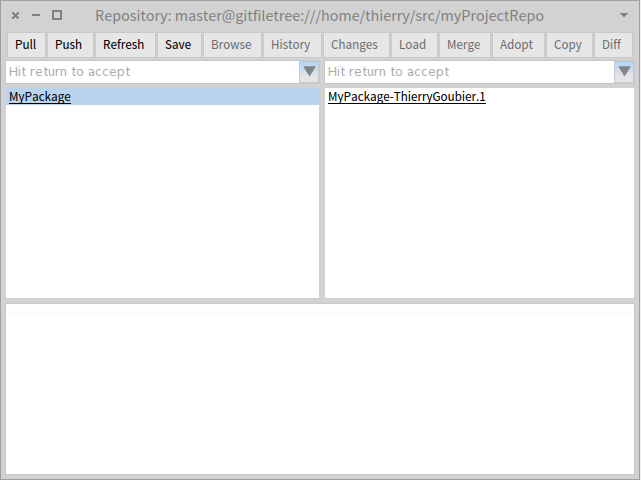 Repository: master@gitfiletree:///home/thierry/src/myProjectRepo
Pull Push Refresh Save Browse History Changes Load Merge Adopt Copy Diff
Hit return to accept Hit return to accept
MyPackage MyPackage-ThierryGoubier.1